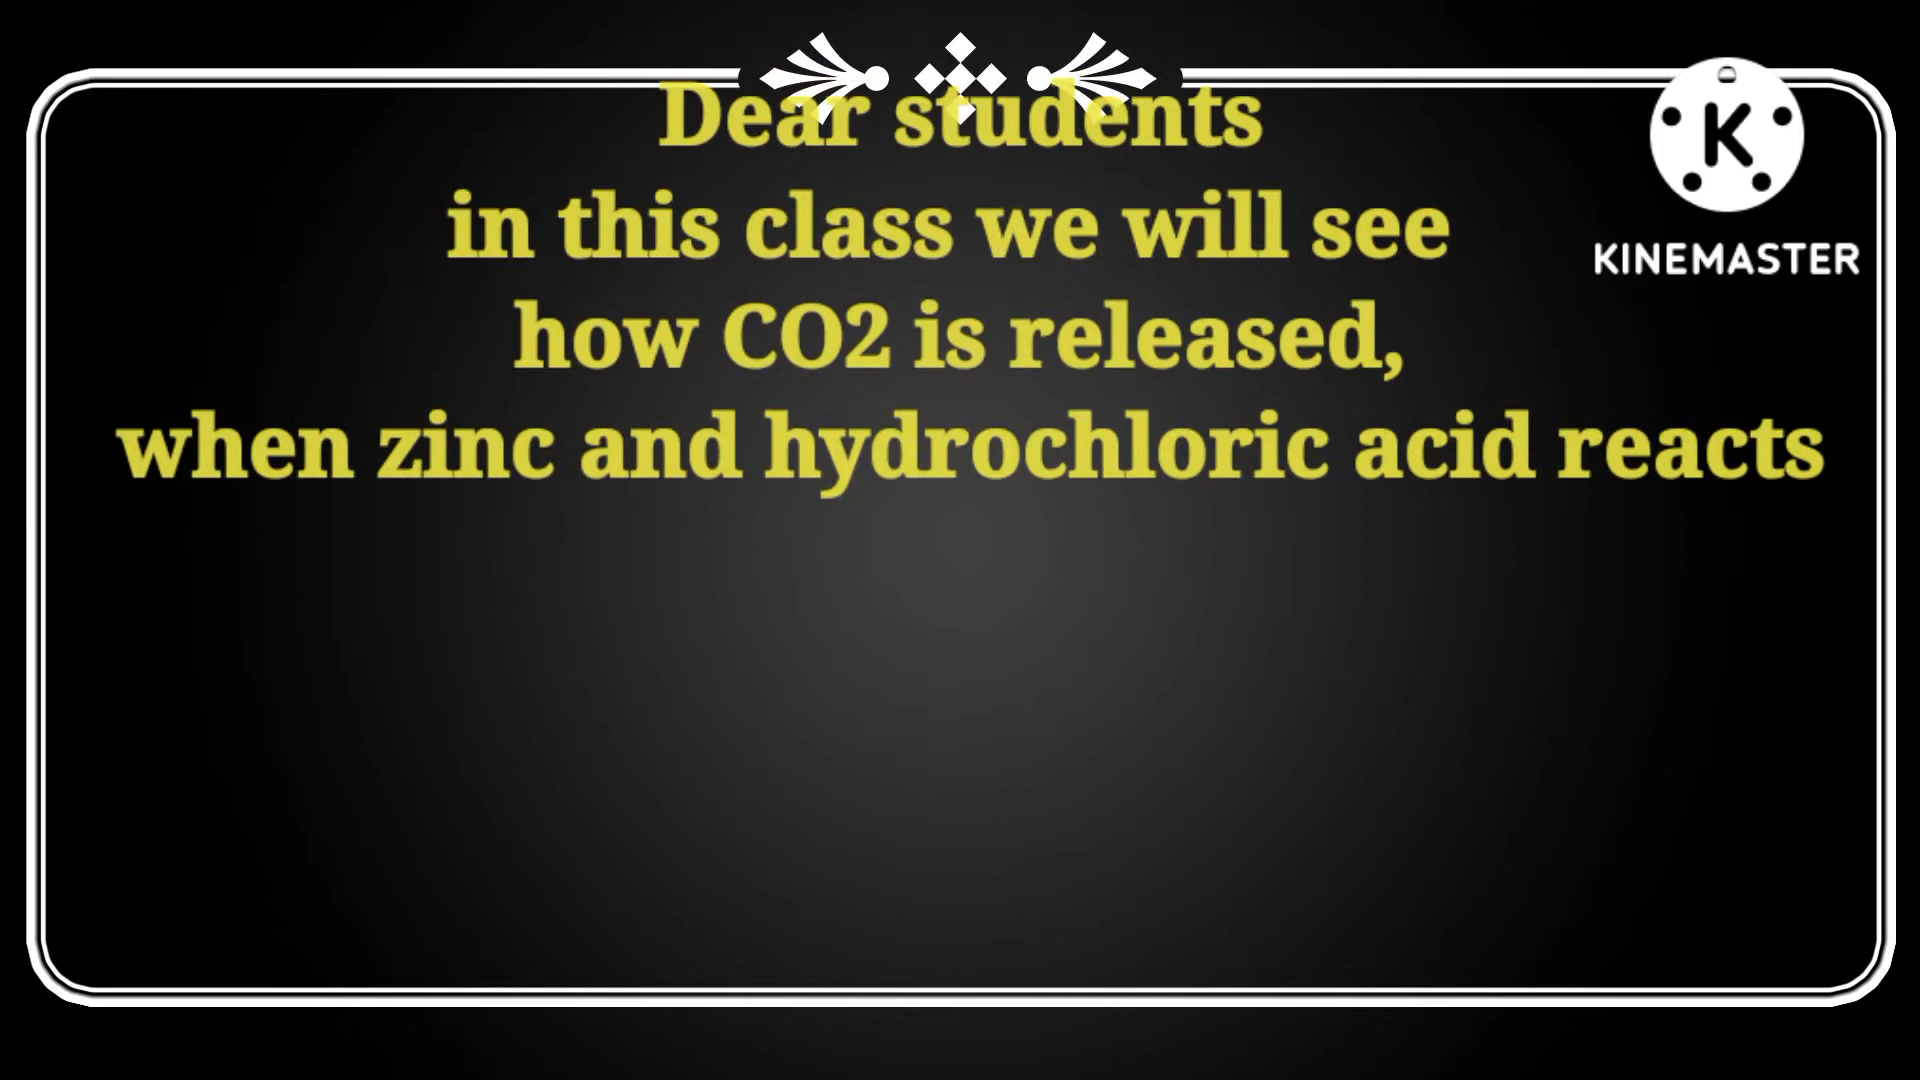 Dear students
in this class we will see
how CO2 is released,
when zinc and hydrochloric acid reacts
K
KINEMASTER